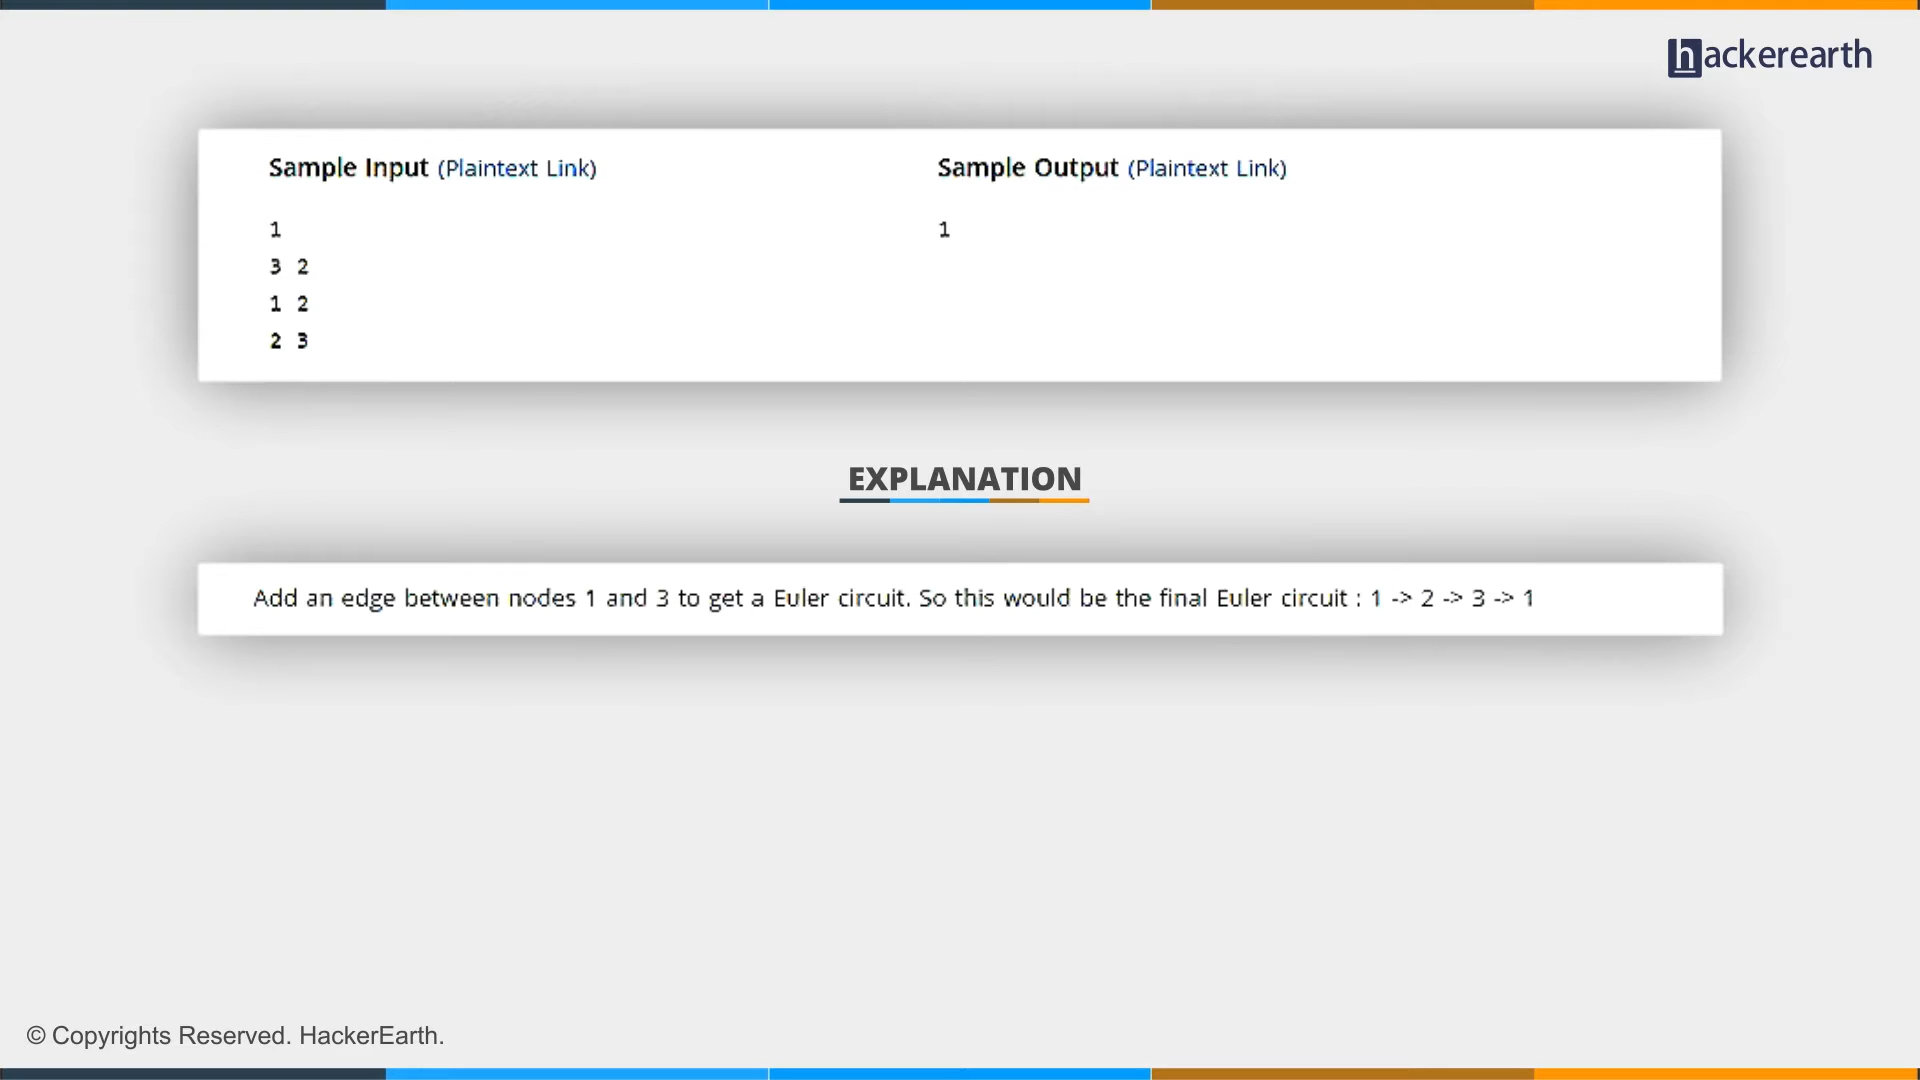 hackerearth
Sample Input (Plaintext Link)
1
3 2
1 2
2 3
Sample Output (Plaintext Link)
1
EXPLANATION
Add an edge between nodes 1 and 3 to get a Euler circuit. So this would be the final Euler circuit : 1 -> 2 -> 3 -> 1
© Copyrights Reserved. HackerEarth.